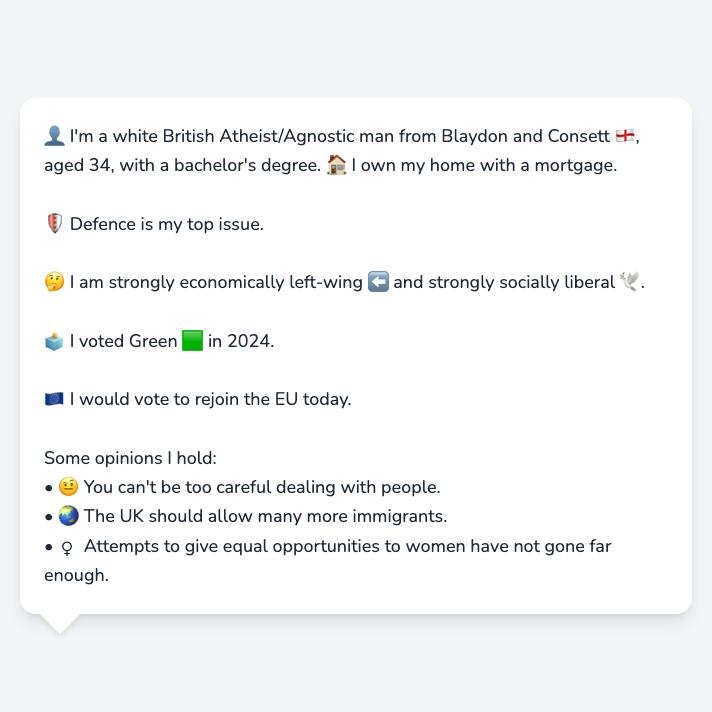 👤 I'm a white British Atheist/Agnostic man from Blaydon and Consett 🏴󠁧󠁢󠁥󠁮󠁧󠁿,
aged 34, with a bachelor's degree. 🏠 I own my home with a mortgage.
🛡️ Defence is my top issue.
🤔 I am strongly economically left-wing ⬅️ and strongly socially liberal 🕊️.
🗳️ I voted Green 🟩 in 2024.
🇪🇺 I would vote to rejoin the EU today.
Some opinions I hold:
• 🤨 You can't be too careful dealing with people.
• 🌏 The UK should allow many more immigrants.
• ♀ Attempts to give equal opportunities to women have not gone far
enough.